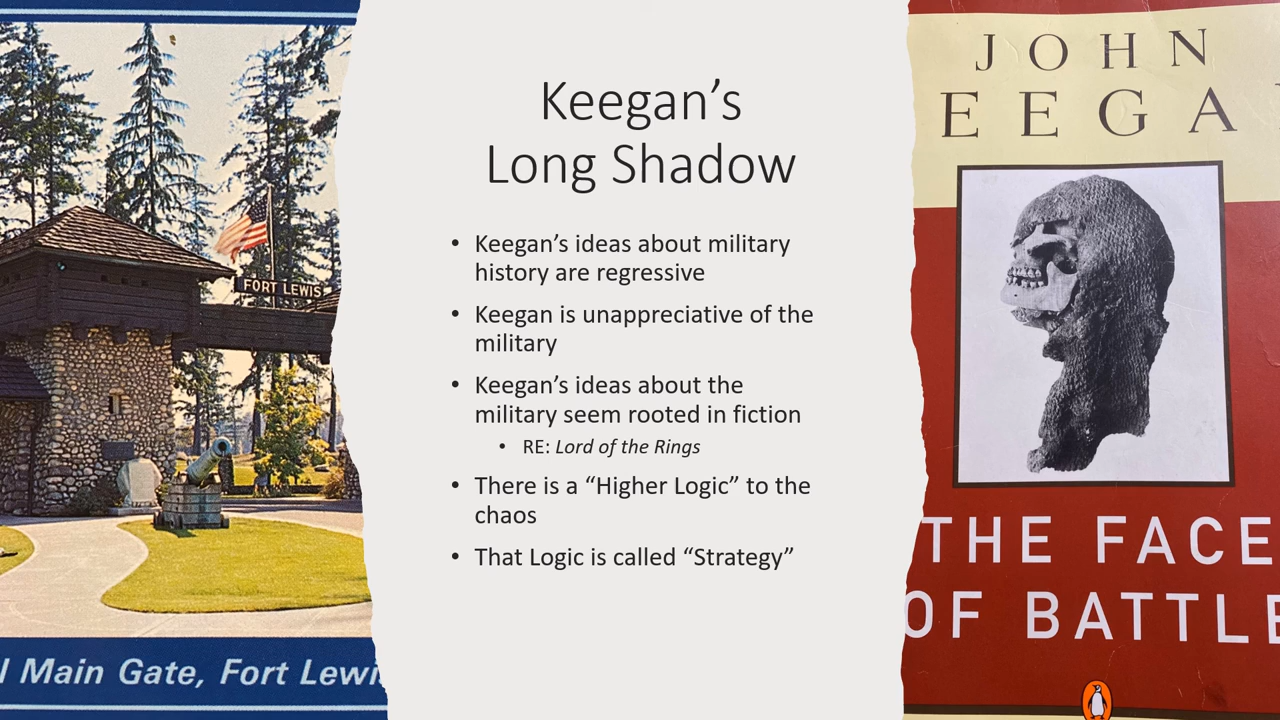 FORT LEWIS
l Main Gate, Fort Lewis
Keegan’s
Long Shadow
• Keegan’s ideas about military
history are regressive
• Keegan is unappreciative of the
military
• Keegan’s ideas about the
military seem rooted in fiction
• RE: Lord of the Rings
• There is a “Higher Logic” to the
chaos
• That Logic is called “Strategy”
JOHN
EEGA
THE FACE
OF BATTLE